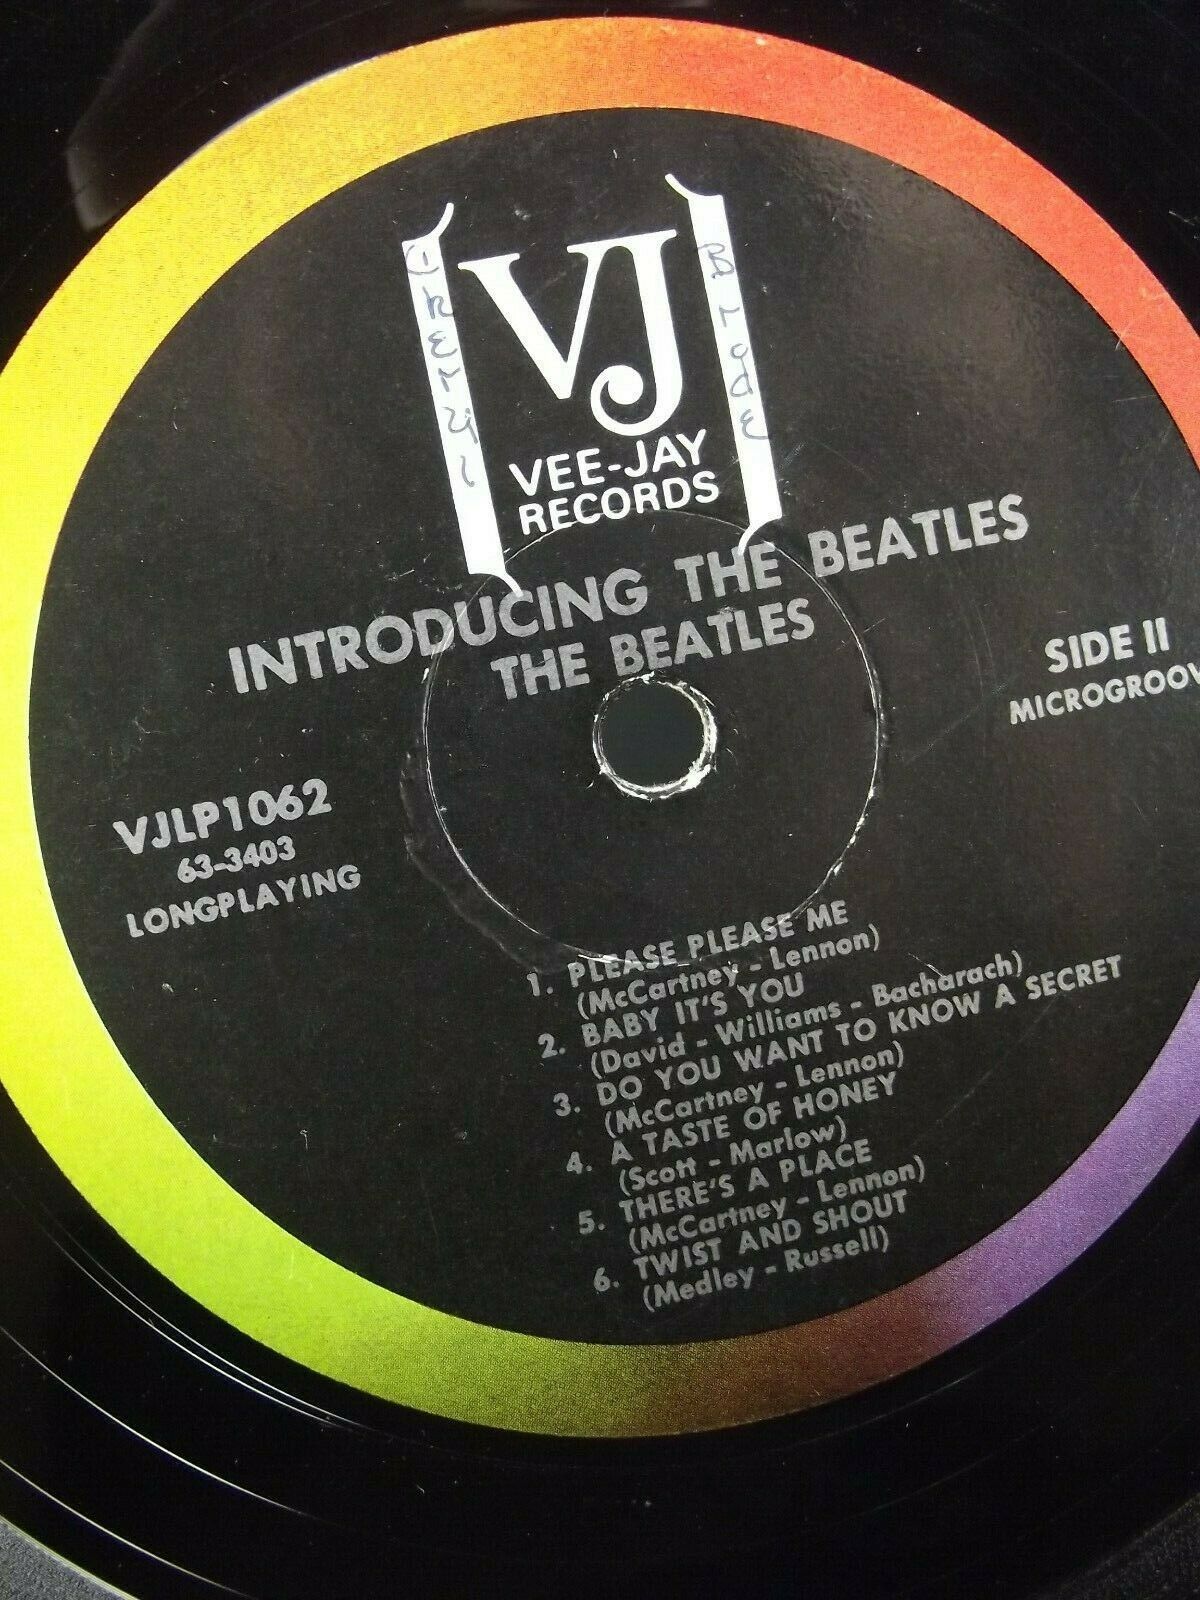 VJ
VEE-JAY
RECORDS
INTRODUCING THE BEATLES
THE BEATLES
SIDE II
MICROGROOV
VJLP1062
63-3403
LONGPLAYING
1. PLEASE PLEASE ME
(McCartney - Lennon)
2. BABY IT'S YOU
(David - Williams - Bacharach)
3. DO YOU WANT TO KNOW A SECRET
(McCartney - Lennon)
4. A TASTE OF HONEY
(Scott - Marlow)
5. THERE'S A PLACE
(McCartney - Lennon)
6. TWIST AND SHOUT
(Medley - Russell)